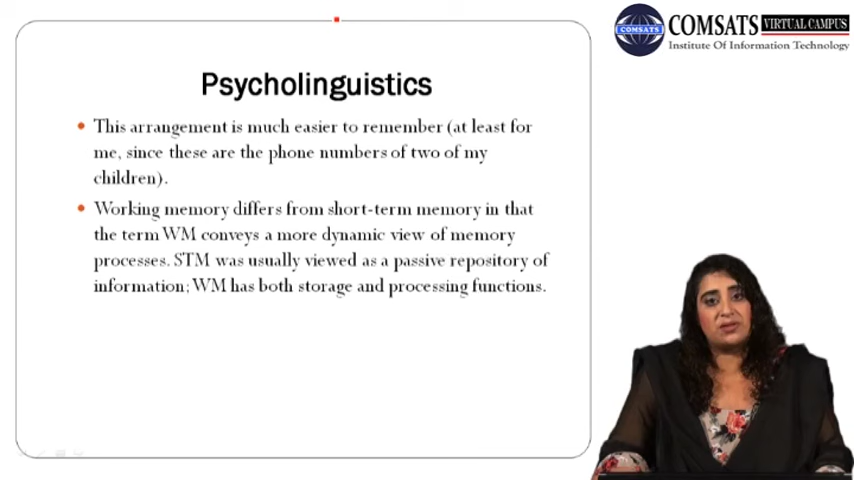 COMSATS VIRTUAL CAMPUS
COMSATS
Institute Of Information Technology
Psycholinguistics
This arrangement is much easier to remember (at least for
me, since these are the phone numbers of two of my
children).
Working memory differs from short-term memory in that
the term WM conveys a more dynamic view of memory
processes. STM was usually viewed as a passive repository of
information; WM has both storage and processing functions.